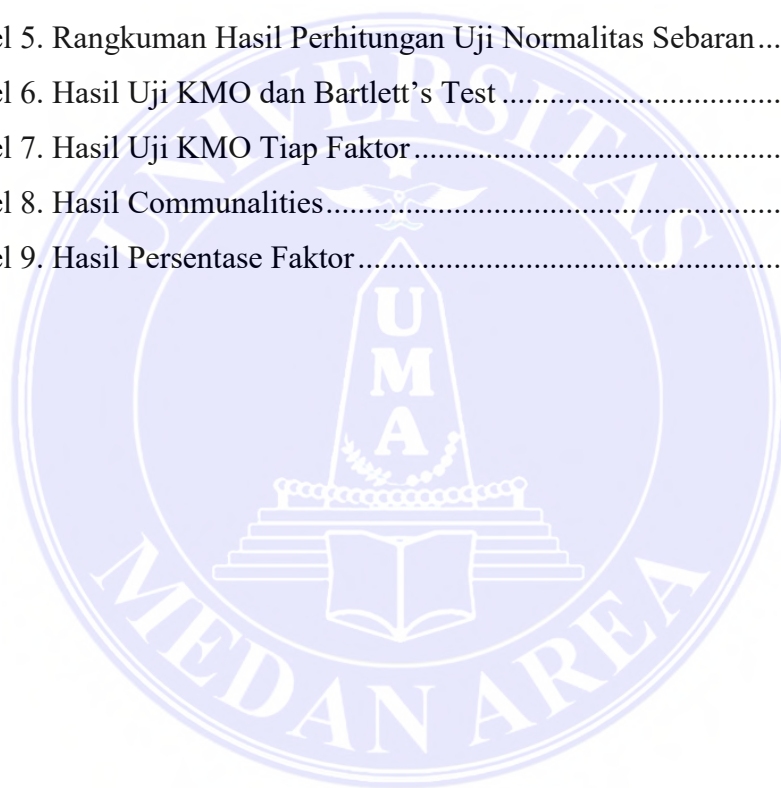 el 5. Rangkuman Hasil Perhitungan Uji Normalitas Sebaran...
el 6. Hasil Uji KMO dan Bartlett’s Test..................................
el 7. Hasil Uji KMO Tiap Faktor............................................
el 8. Hasil Communalities.......................................................
el 9. Hasil Persentase Faktor...................................................
UNIVERSITAS
U
M
A
MEDAN AREA